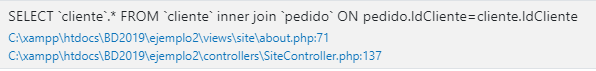 SELECT `cliente`.* FROM `cliente` inner join `pedido` ON pedido.IdCliente=cliente.IdCliente
C:\xampp\htdocs\BD2019\ejemplo2\views\site\about.php:71
C:\xampp\htdocs\BD2019\ejemplo2\controllers\SiteController.php:137